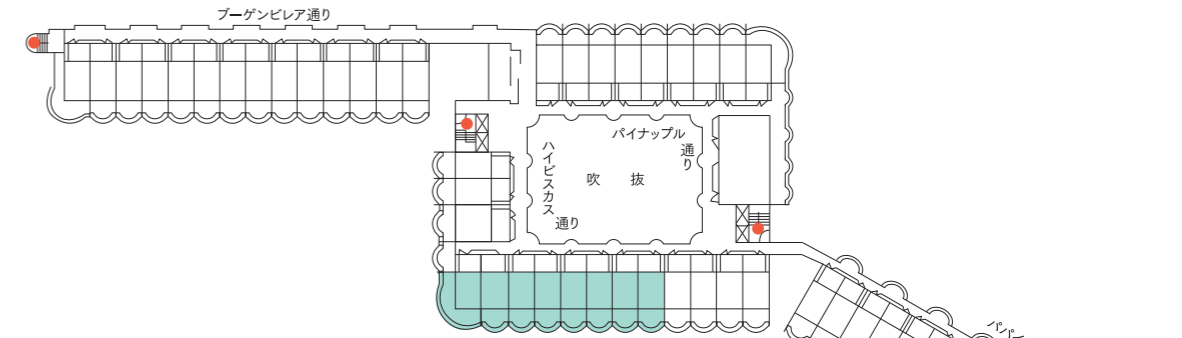 ブーゲンビレア通り
パイナップル
通り
ハイビスカス
通り
吹 抜